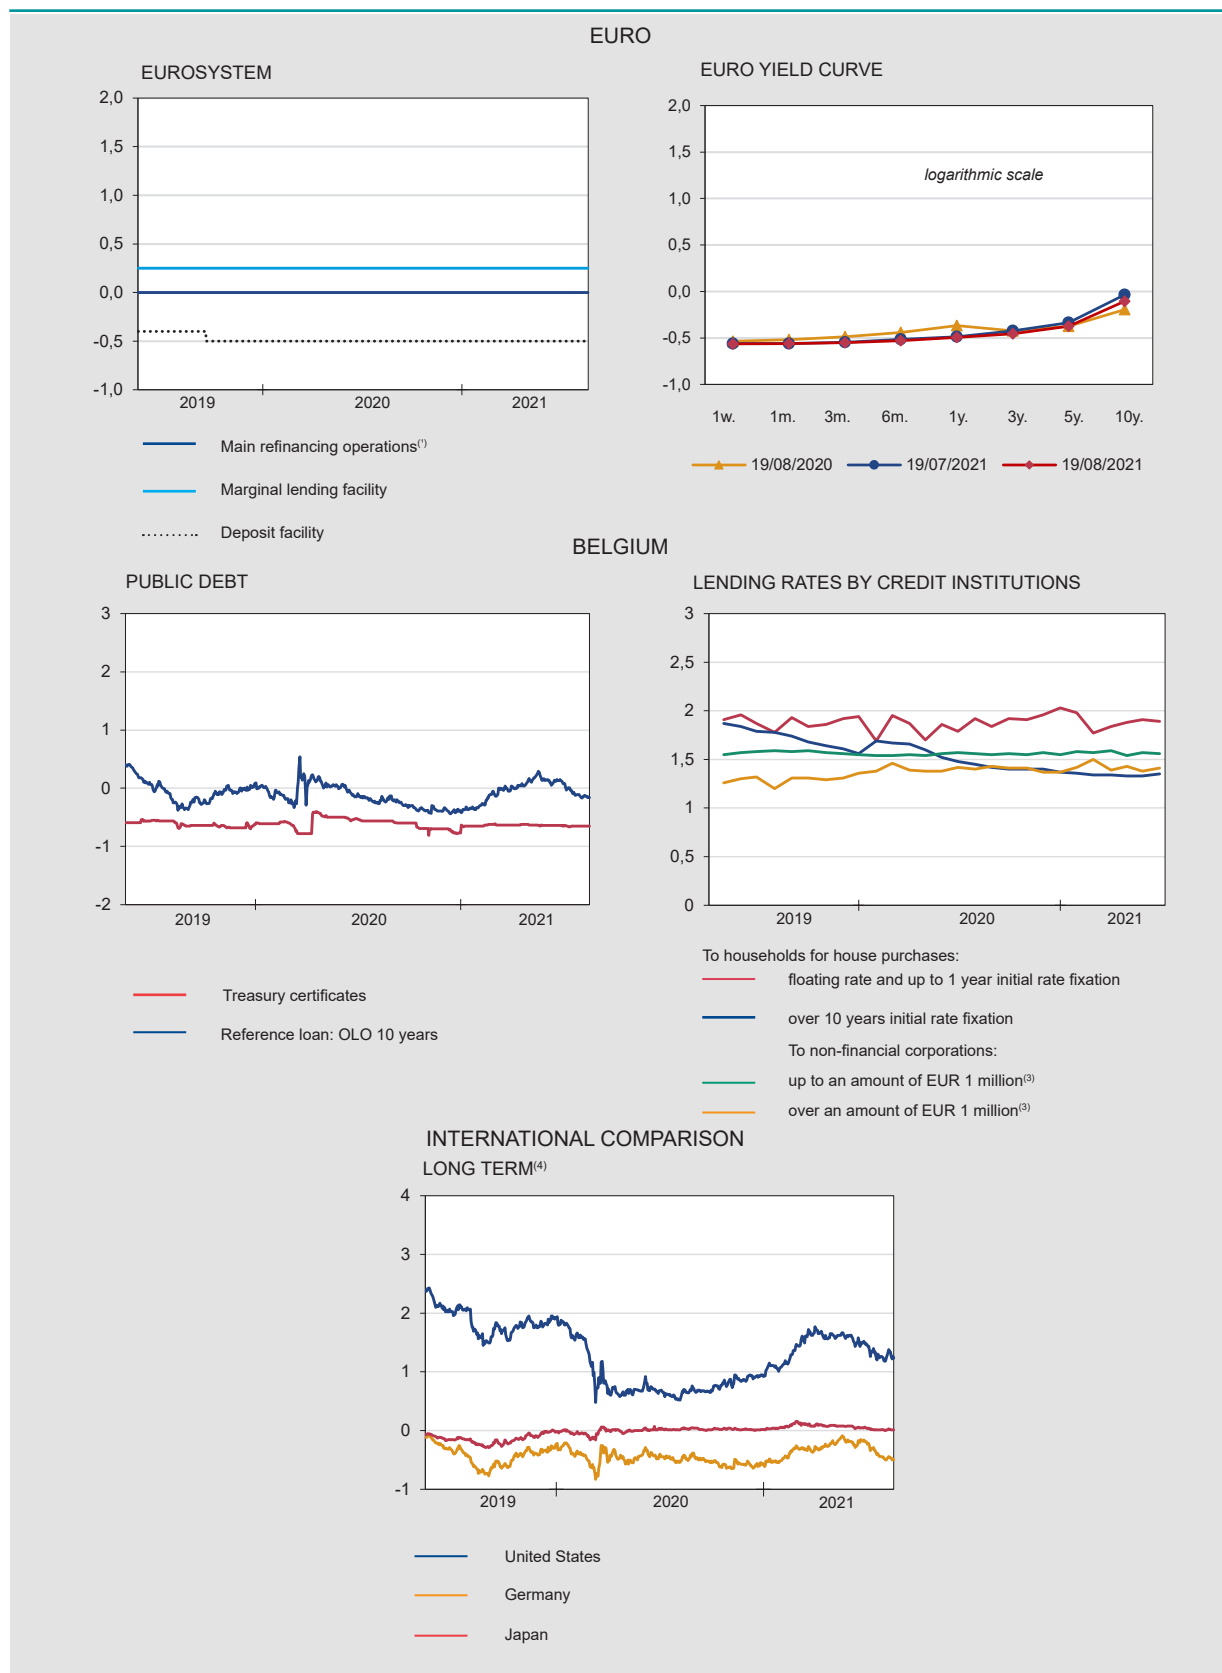 EURO
EUROSYSTEM
2,0
1,5
1,0
0,5
0,0
-0,5
-1,0
2019 2020 2021
Main refinancing operations(¹)
Marginal lending facility
Deposit facility
EURO YIELD CURVE
2,0
1,5
1,0
0,5
0,0
-0,5
-1,0
logarithmic scale
1w. 1m. 3m. 6m. 1y. 3y. 5y. 10y.
19/08/2020 19/07/2021 19/08/2021
BELGIUM
PUBLIC DEBT
3
2
1
0
-1
-2
2019 2020 2021
Treasury certificates
Reference loan: OLO 10 years
LENDING RATES BY CREDIT INSTITUTIONS
3
2,5
2
1,5
1
0,5
0
2019 2020 2021
To households for house purchases:
floating rate and up to 1 year initial rate fixation
over 10 years initial rate fixation
To non-financial corporations:
up to an amount of EUR 1 million(3)
over an amount of EUR 1 million(3)
INTERNATIONAL COMPARISON
LONG TERM(4)
4
3
2
1
0
-1
2019 2020 2021
United States
Germany
Japan